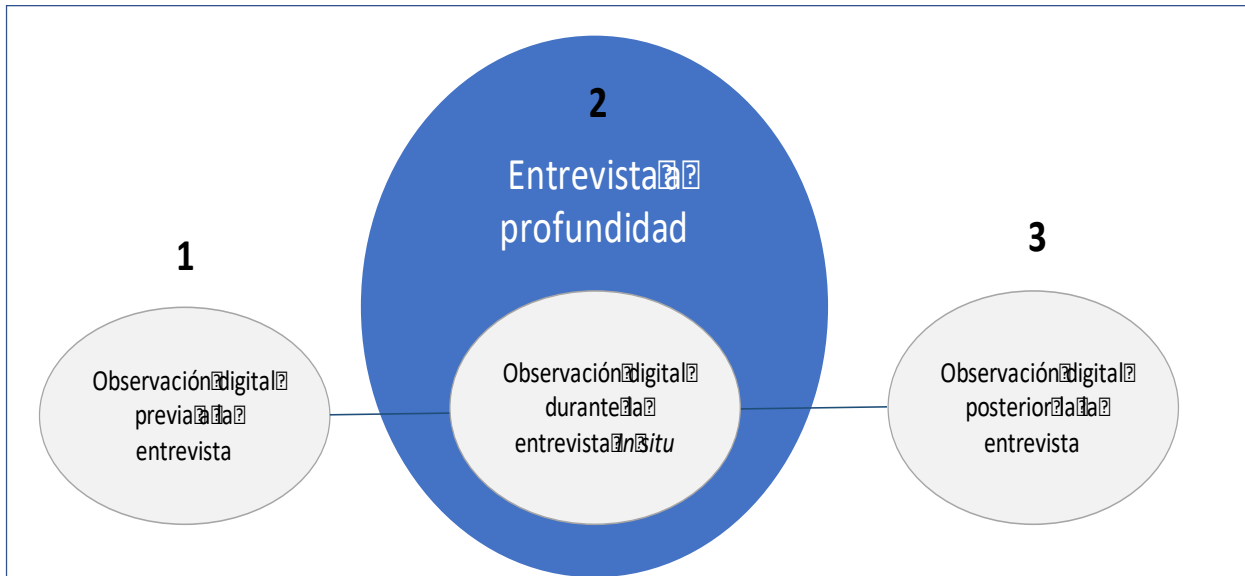 1
Observación digital
previa a la
entrevista
2
Entrevista a
profundidad
Observación digital
durante la
entrevista in situ
3
Observación digital
posterior a la
entrevista